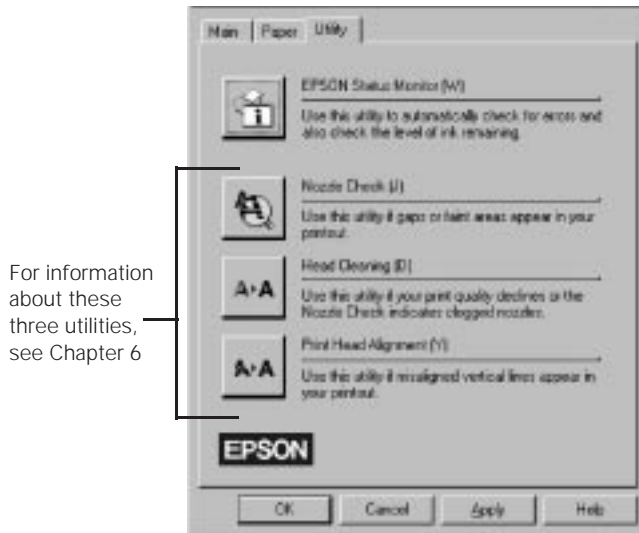 Main Paper Utility
EPSON Status Monitor (W)
Use this utility to automatically check for errors and
also check the level of ink remaining.
Nozzle Check (J)
Use this utility if gaps or faint areas appear in your
printout.
Head Cleaning (D)
Use this utility if your print quality declines or the
Nozzle Check indicates clogged nozzles.
Print Head Alignment (Y)
Use this utility if misaligned vertical lines appear in
your printout.
For information
about these
three utilities,
see Chapter 6
A A
A A
EPSON
OK Cancel Apply Help